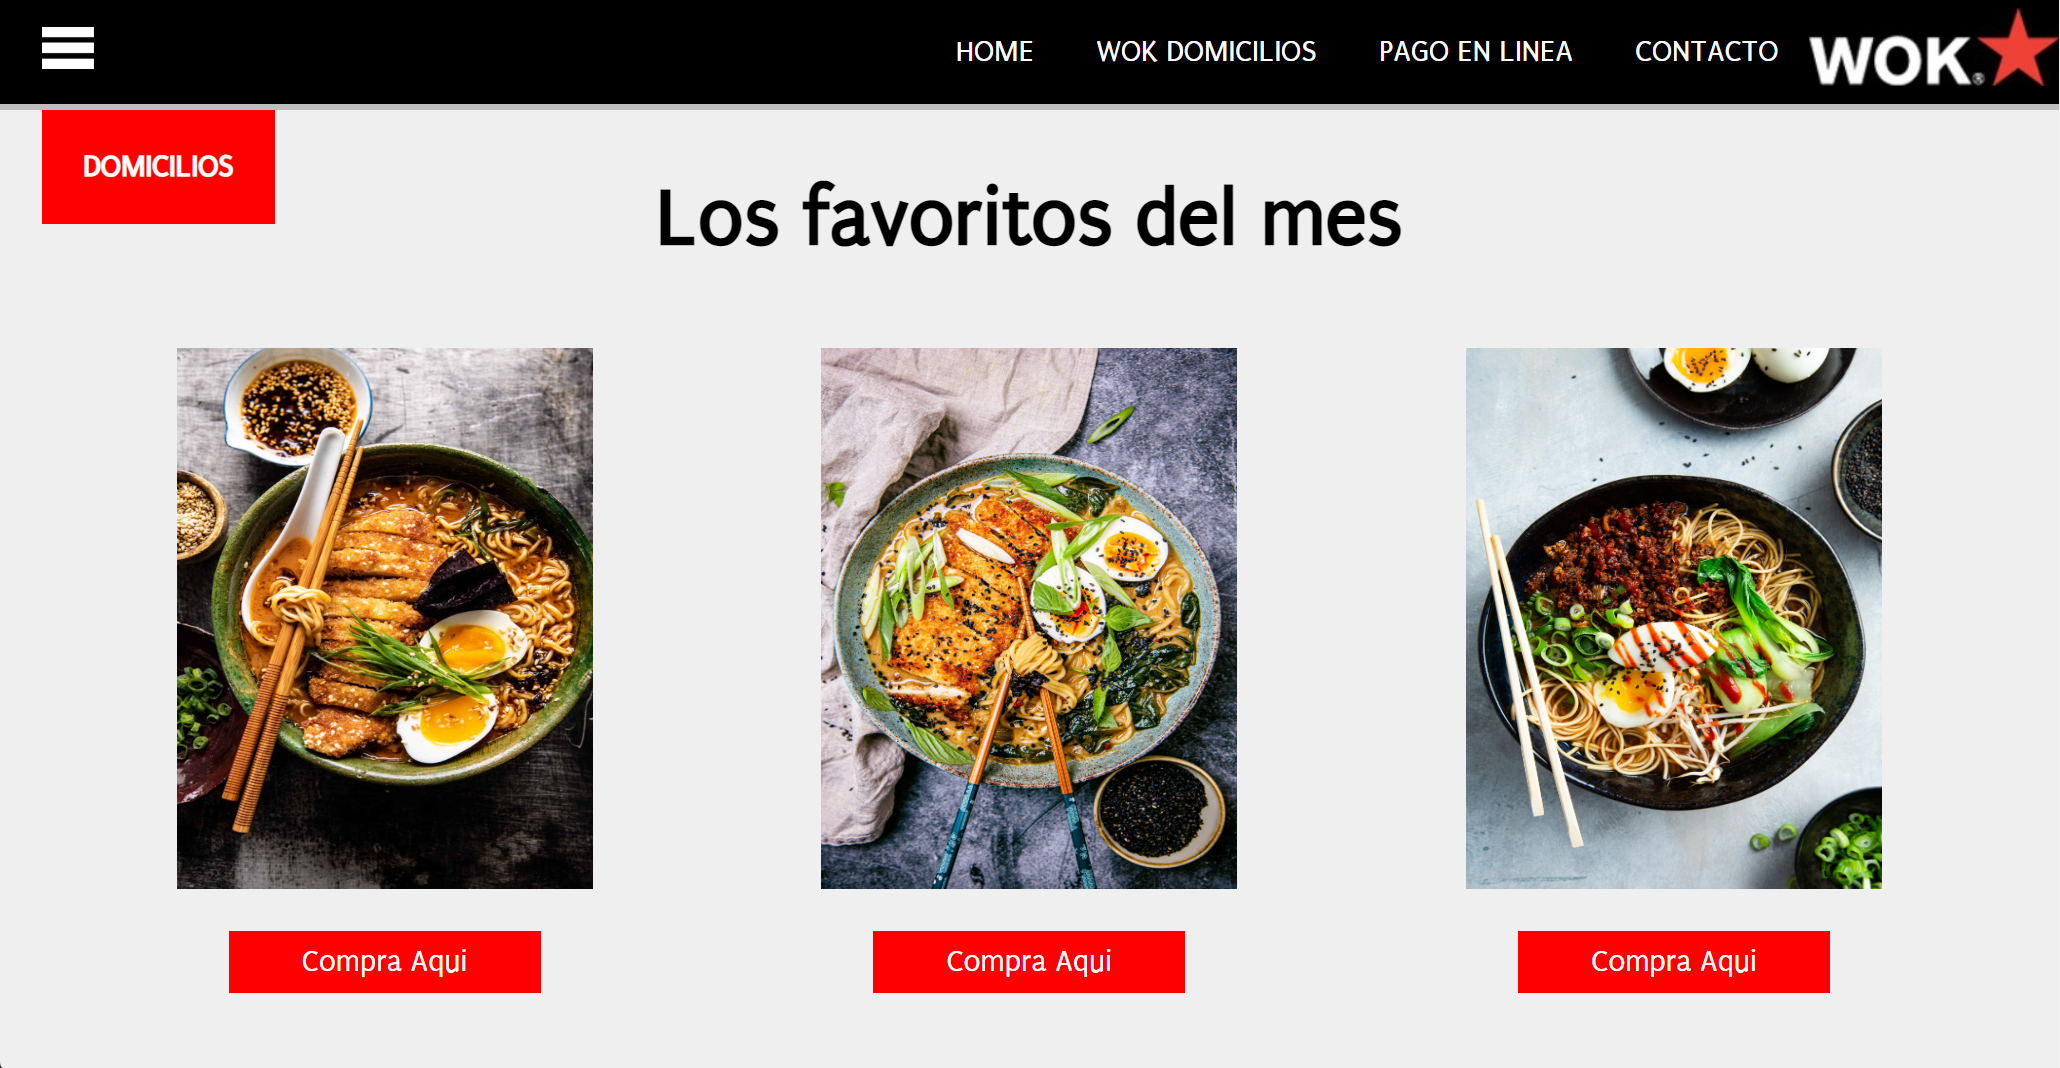 HOME WOK DOMICILIOS PAGO EN LINEA CONTACTO WOK®
DOMICILIOS
Los favoritos del mes
Compra Aqui Compra Aqui Compra Aqui